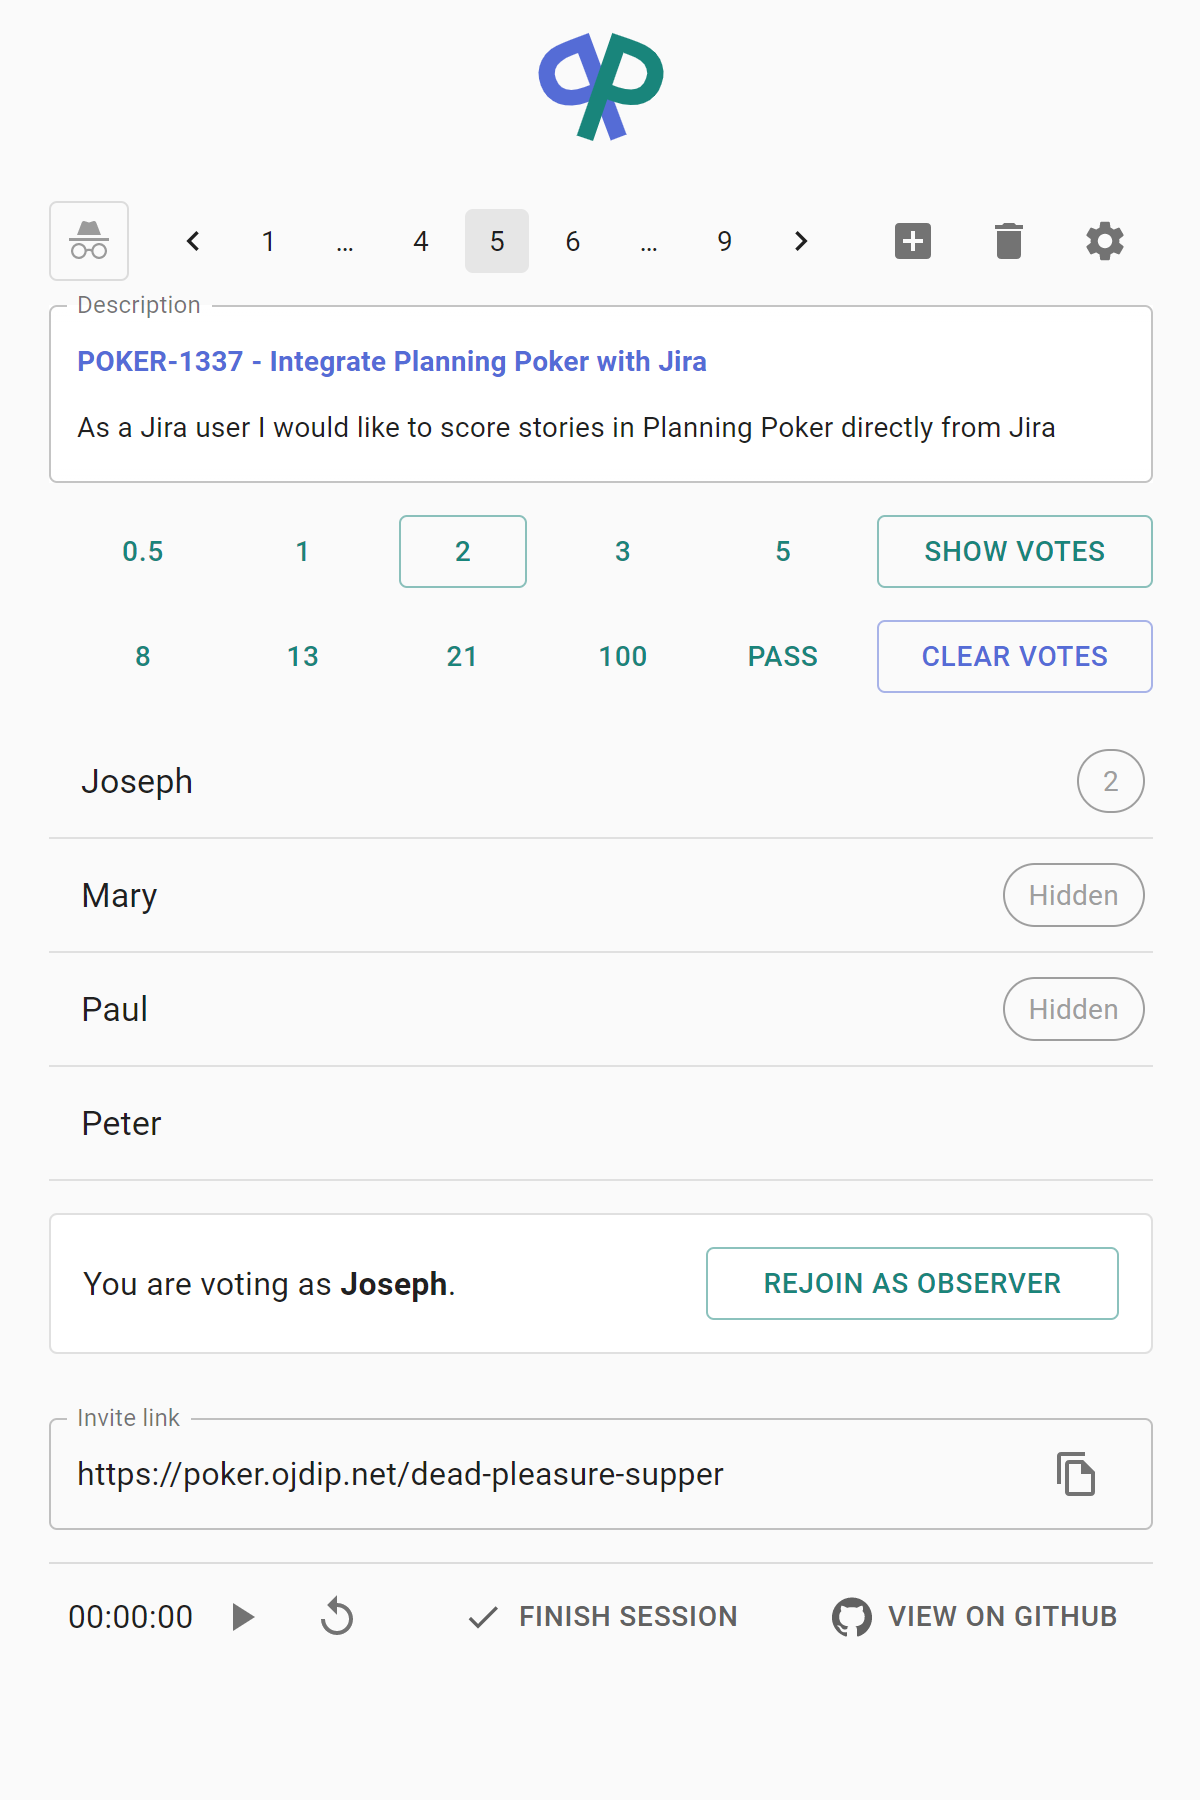 1 … 4 5 6 … 9
Description
POKER-1337 - Integrate Planning Poker with Jira
As a Jira user I would like to score stories in Planning Poker directly from Jira
0.5 1 2 3 5 SHOW VOTES
8 13 21 100 PASS CLEAR VOTES
Joseph 2
Mary Hidden
Paul Hidden
Peter
You are voting as Joseph. REJOIN AS OBSERVER
Invite link
https://poker.ojdip.net/dead-pleasure-supper
00:00:00 FINISH SESSION VIEW ON GITHUB